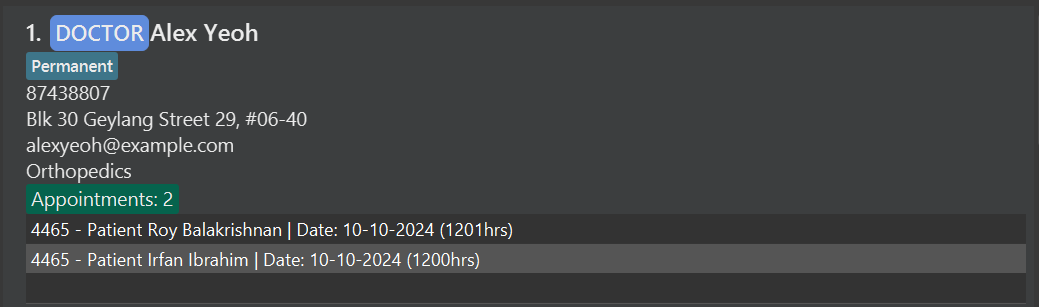 1. DOCTOR Alex Yeoh
Permanent
87438807
Blk 30 Geylang Street 29, #06-40
alexyeoh@example.com
Orthopedics
Appointments: 2
4465 - Patient Roy Balakrishnan | Date: 10-10-2024 (1201hrs)
4465 - Patient Irfan Ibrahim | Date: 10-10-2024 (1200hrs)